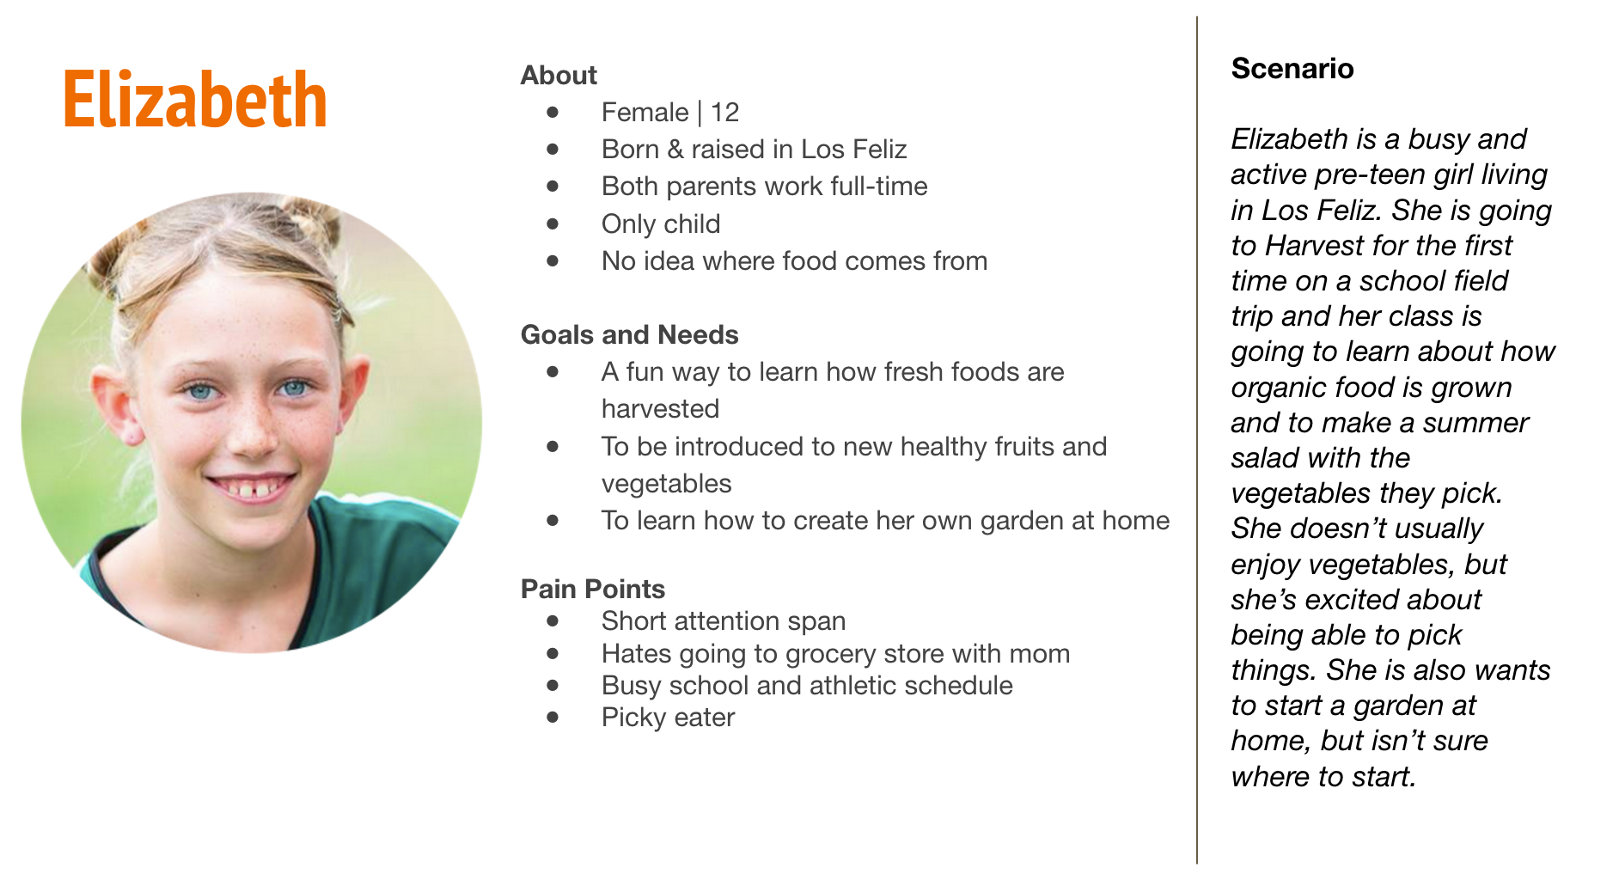 Elizabeth
About
● Female | 12
● Born & raised in Los Feliz
● Both parents work full-time
● Only child
● No idea where food comes from
Goals and Needs
● A fun way to learn how fresh foods are
harvested
● To be introduced to new healthy fruits and
vegetables
● To learn how to create her own garden at home
Pain Points
● Short attention span
● Hates going to grocery store with mom
● Busy school and athletic schedule
● Picky eater
Scenario
Elizabeth is a busy and
active pre-teen girl living
in Los Feliz. She is going
to Harvest for the first
time on a school field
trip and her class is
going to learn about how
organic food is grown
and to make a summer
salad with the
vegetables they pick.
She doesn’t usually
enjoy vegetables, but
she’s excited about
being able to pick
things. She is also wants
to start a garden at
home, but isn’t sure
where to start.